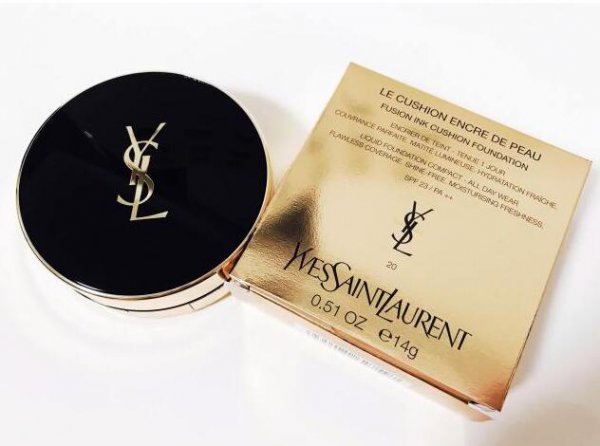 YSL
LE CUSHION ENCRE DE PEAU
FUSION INK CUSHION FOUNDATION
ENCRIER DE TEINT · TENUE 1 JOUR
COUVRANCE PARFAITE. MATITÉ LUMINEUSE. HYDRATATION FRAÎCHE.
LIQUID FOUNDATION COMPACT · ALL DAY WEAR
FLAWLESS COVERAGE. SHINE FREE. MOISTURISING FRESHNESS.
SPF 23 / PA ++
YSL
20
YVESSAINTLAURENT
0.51 OZ ℮14g